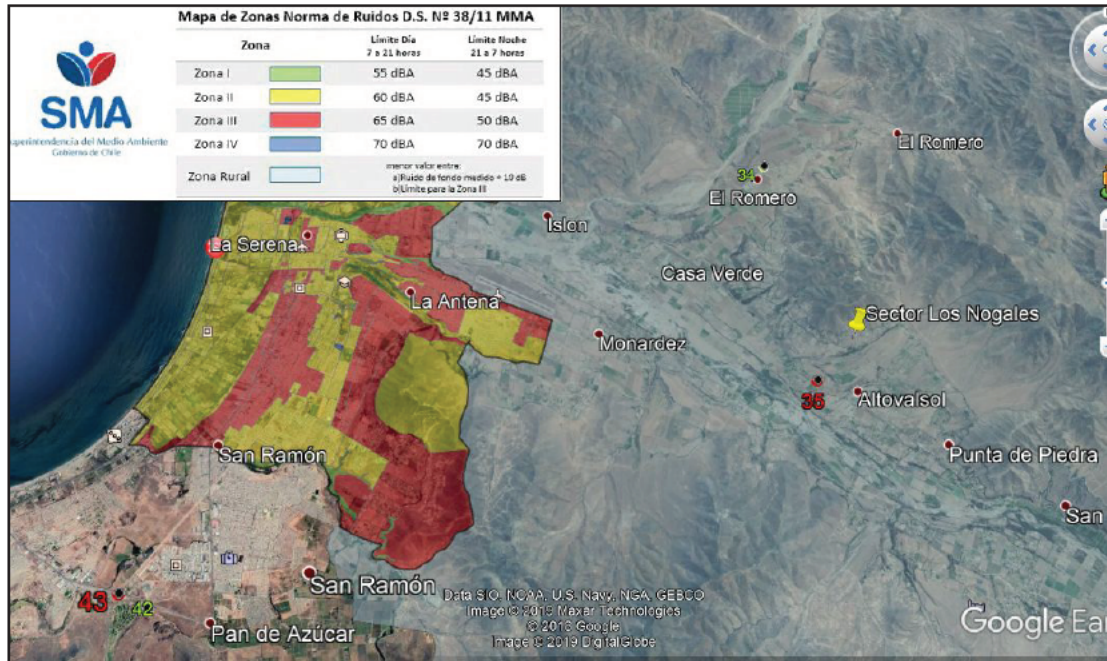 Mapa de Zonas Norma de Ruidos D.S. Nº 38/11 MMA
Zona
Límite Día
7 a 21 horas
Límite Noche
21 a 7 horas
Zona I 55 dBA 45 dBA
Zona II 60 dBA 45 dBA
Zona III 65 dBA 50 dBA
Zona IV 70 dBA 70 dBA
Zona Rural
menor valor entre:
a)Ruido de fondo medido + 10 dB
b)Límite para la Zona III
SMA
uperintendencia del Medio Ambiente
Gobierno de Chile
El Romero
34
El Romero
Islon
La Serena
Casa Verde
La Antena
Sector Los Nogales
Monardez
35
Altovalsol
San Ramón
Punta de Piedra
San
San Ramón
43
42
Pan de Azúcar
Data SIO, NOAA, U.S. Navy, NGA, GEBCO
Image © 2015 Maxar Technologies
© 2018 Google
Image © 2019 DigitalGlobe
Google Ear